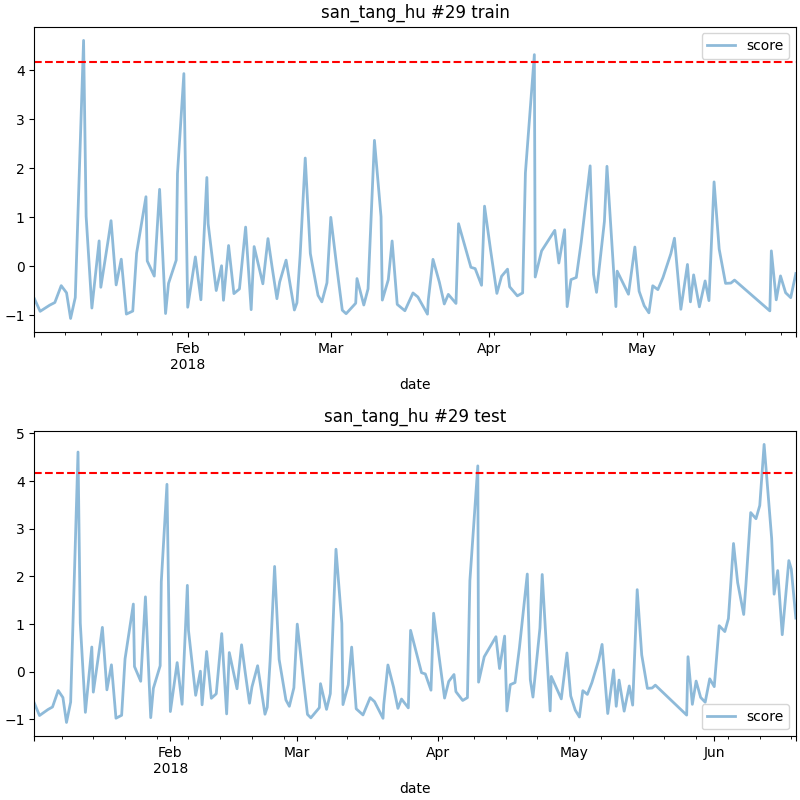 san_tang_hu #29 train
score
4
3
2
1
0
−1
Feb
2018
Mar
Apr
May
date
san_tang_hu #29 test
5
4
3
2
1
0
−1
score
Feb
2018
Mar
Apr
May
Jun
date